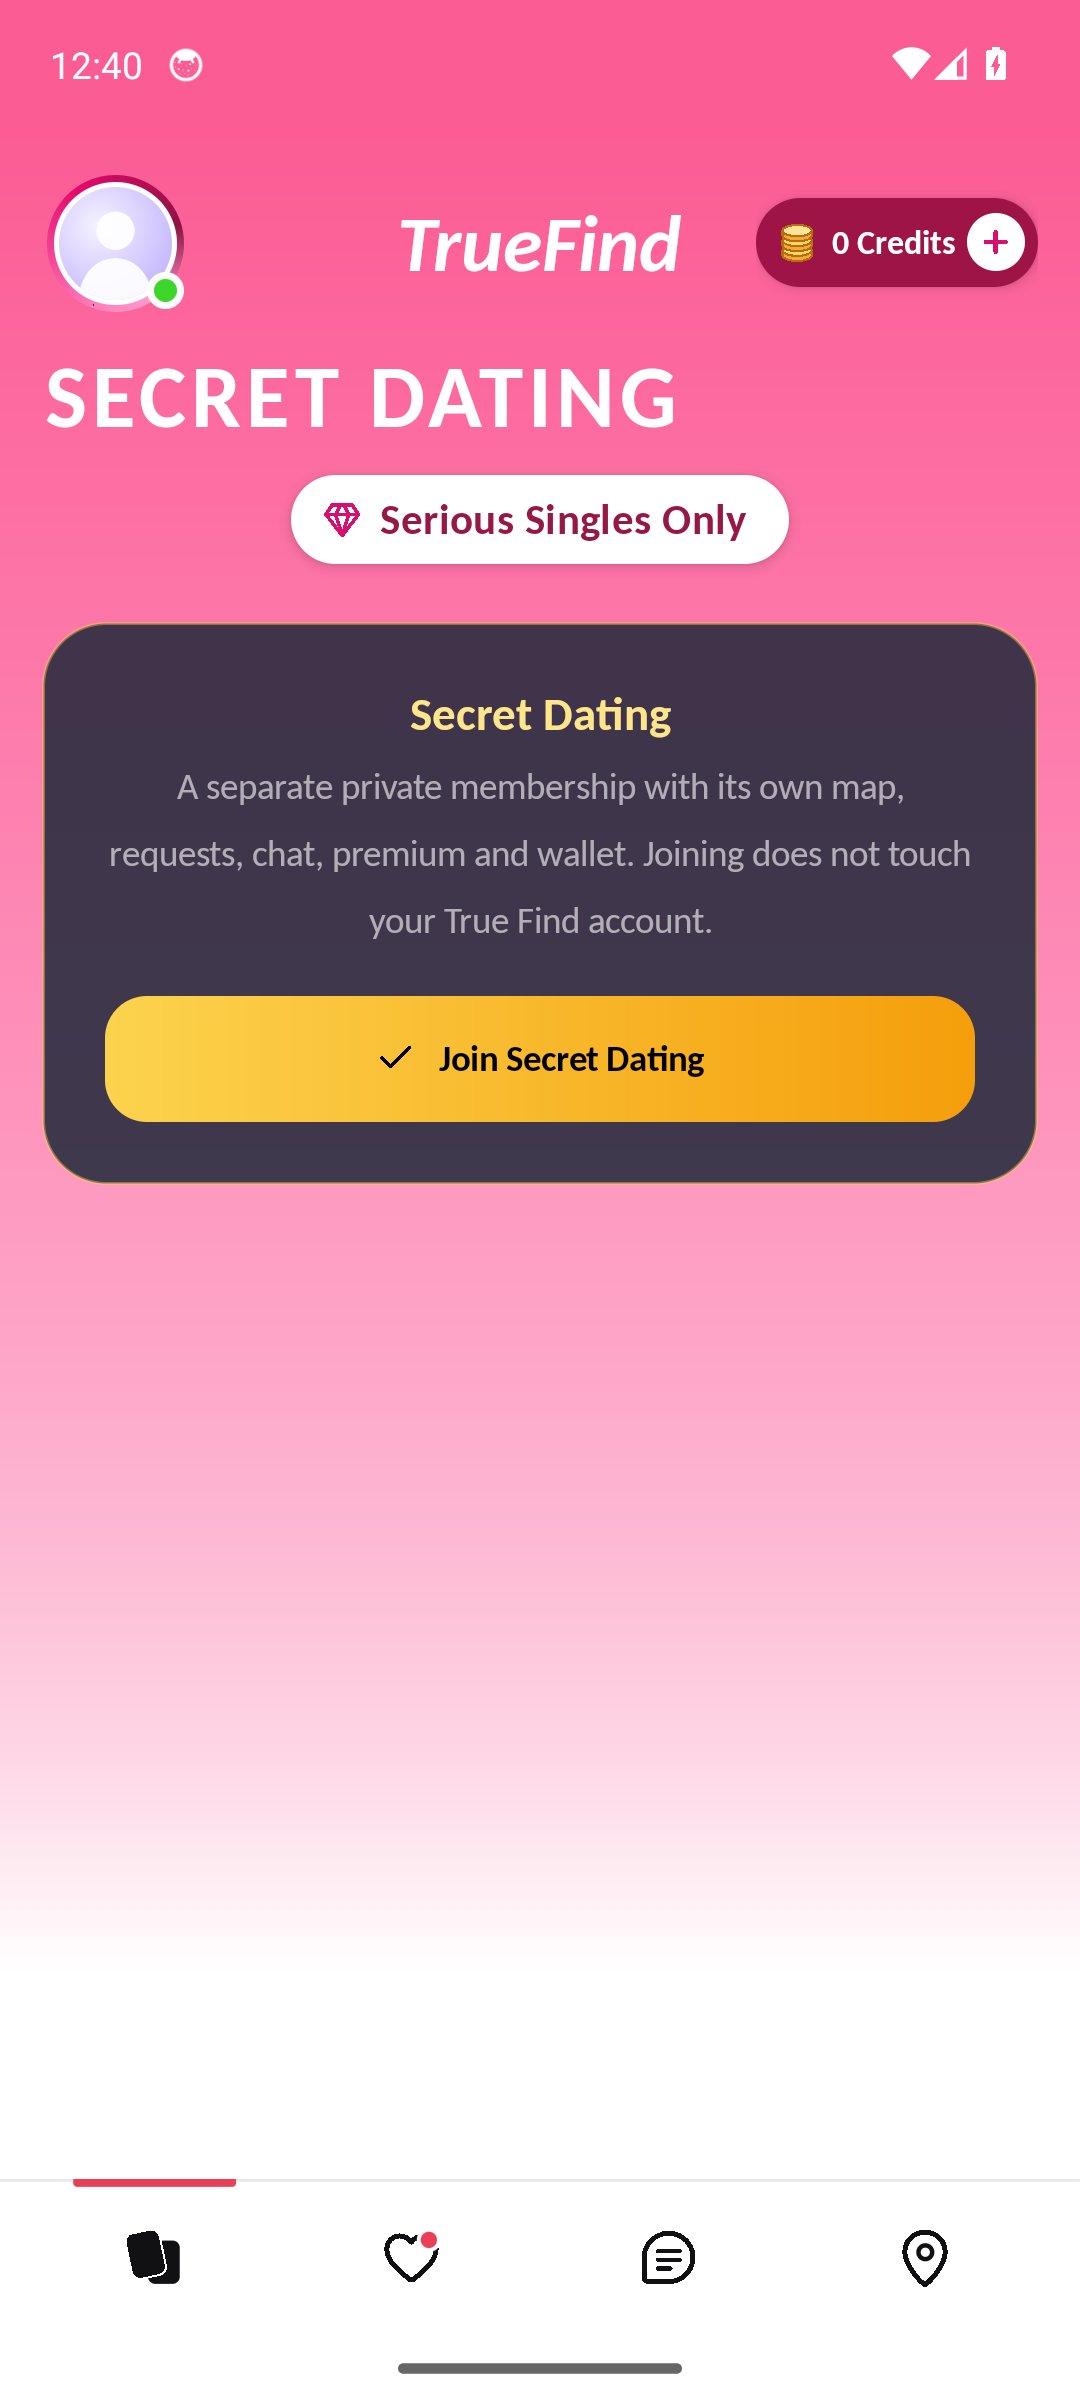 12:40
TrueFind
0 Credits
SECRET DATING
Serious Singles Only
Secret Dating
A separate private membership with its own map,
requests, chat, premium and wallet. Joining does not touch
your True Find account.
Join Secret Dating